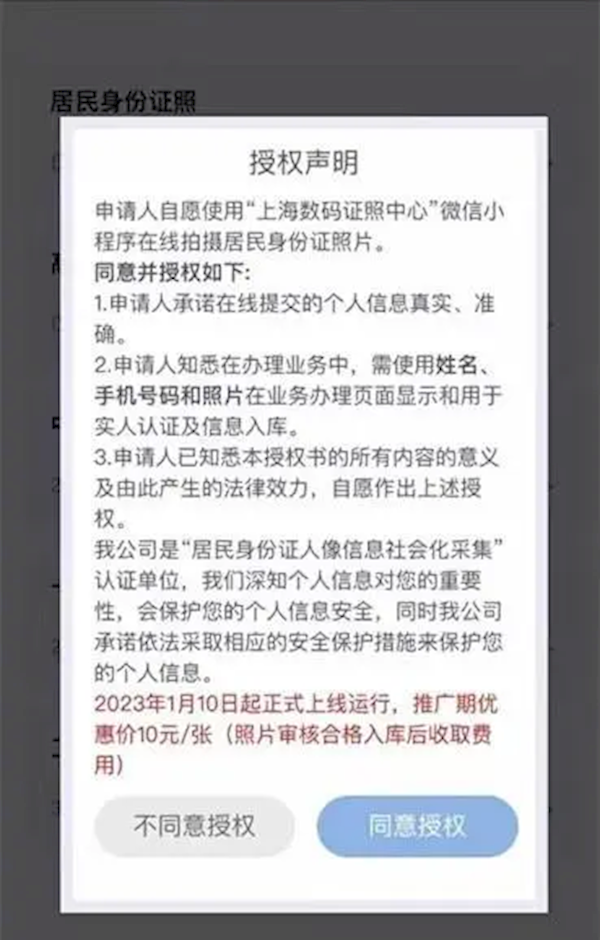 居民身份证照
授权声明
申请人自愿使用“上海数码证照中心”微信小
程序在线拍摄居民身份证照片。
同意并授权如下:
1.申请人承诺在线提交的个人信息真实、准
确。
2.申请人知悉在办理业务中，需使用姓名、
手机号码和照片在业务办理页面显示和用于
实人认证及信息入库。
3.申请人已知悉本授权书的所有内容的意义
及由此产生的法律效力，自愿作出上述授
权。
我公司是“居民身份证人像信息社会化采集”
认证单位，我们深知个人信息对您的重要
性，会保护您的个人信息安全，同时我公司
承诺依法采取相应的安全保护措施来保护您
的个人信息。
2023年1月10日起正式上线运行，推广期优
惠价10元/张（照片审核合格入库后收取费
用）
不同意授权 同意授权